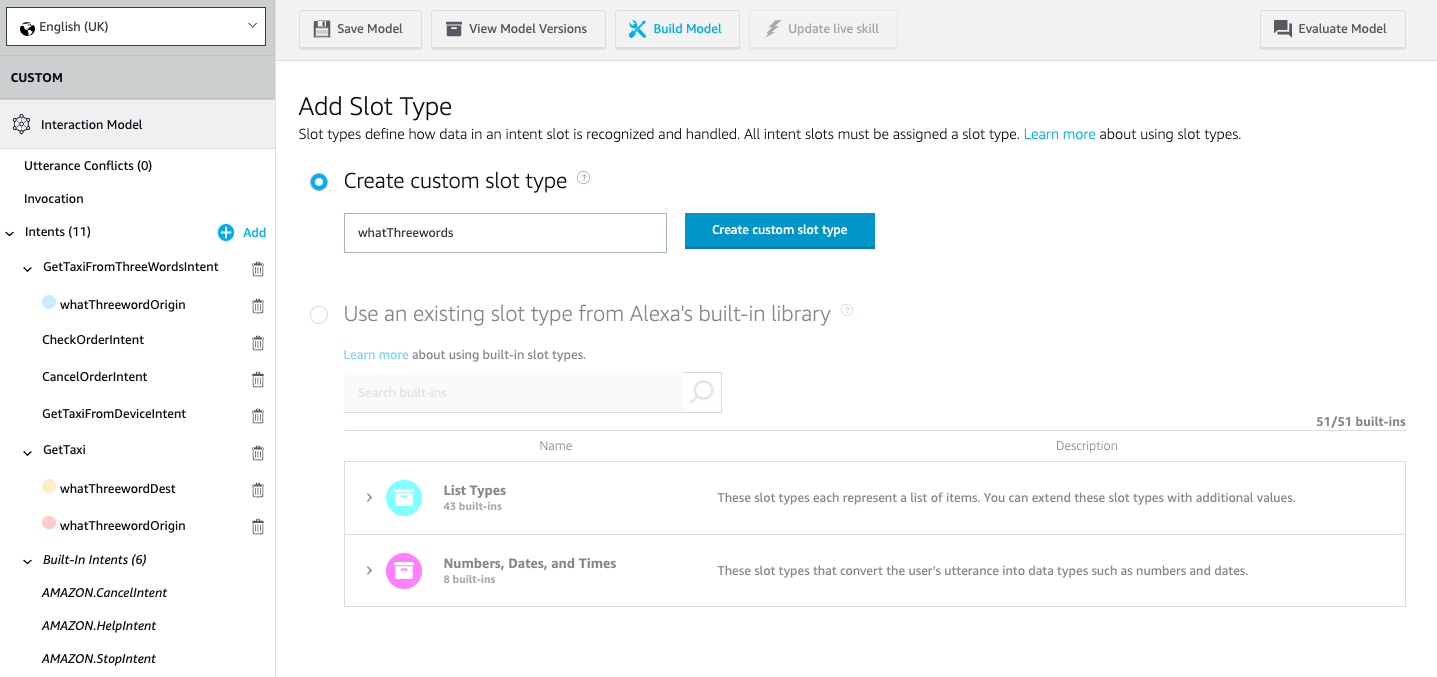 English (UK)
Save Model
View Model Versions
Build Model
Update live skill
Evaluate Model
CUSTOM
Interaction Model
Utterance Conflicts (0)
Invocation
Intents (11)
Add
GetTaxiFromThreeWordsIntent
whatThreewordOrigin
CheckOrderIntent
CancelOrderIntent
GetTaxiFromDeviceIntent
GetTaxi
whatThreewordDest
whatThreewordOrigin
Built-In Intents (6)
AMAZON.CancelIntent
AMAZON.HelpIntent
AMAZON.StopIntent
Add Slot Type
Slot types define how data in an intent slot is recognized and handled. All intent slots must be assigned a slot type. Learn more about using slot types.
Create custom slot type ?
whatThreewords
Create custom slot type
Use an existing slot type from Alexa's built-in library ?
Learn more about using built-in slot types.
Search built-ins
51/51 built-ins
Name Description
List Types
43 built-ins
These slot types each represent a list of items. You can extend these slot types with additional values.
Numbers, Dates, and Times
8 built-ins
These slot types that convert the user's utterance into data types such as numbers and dates.